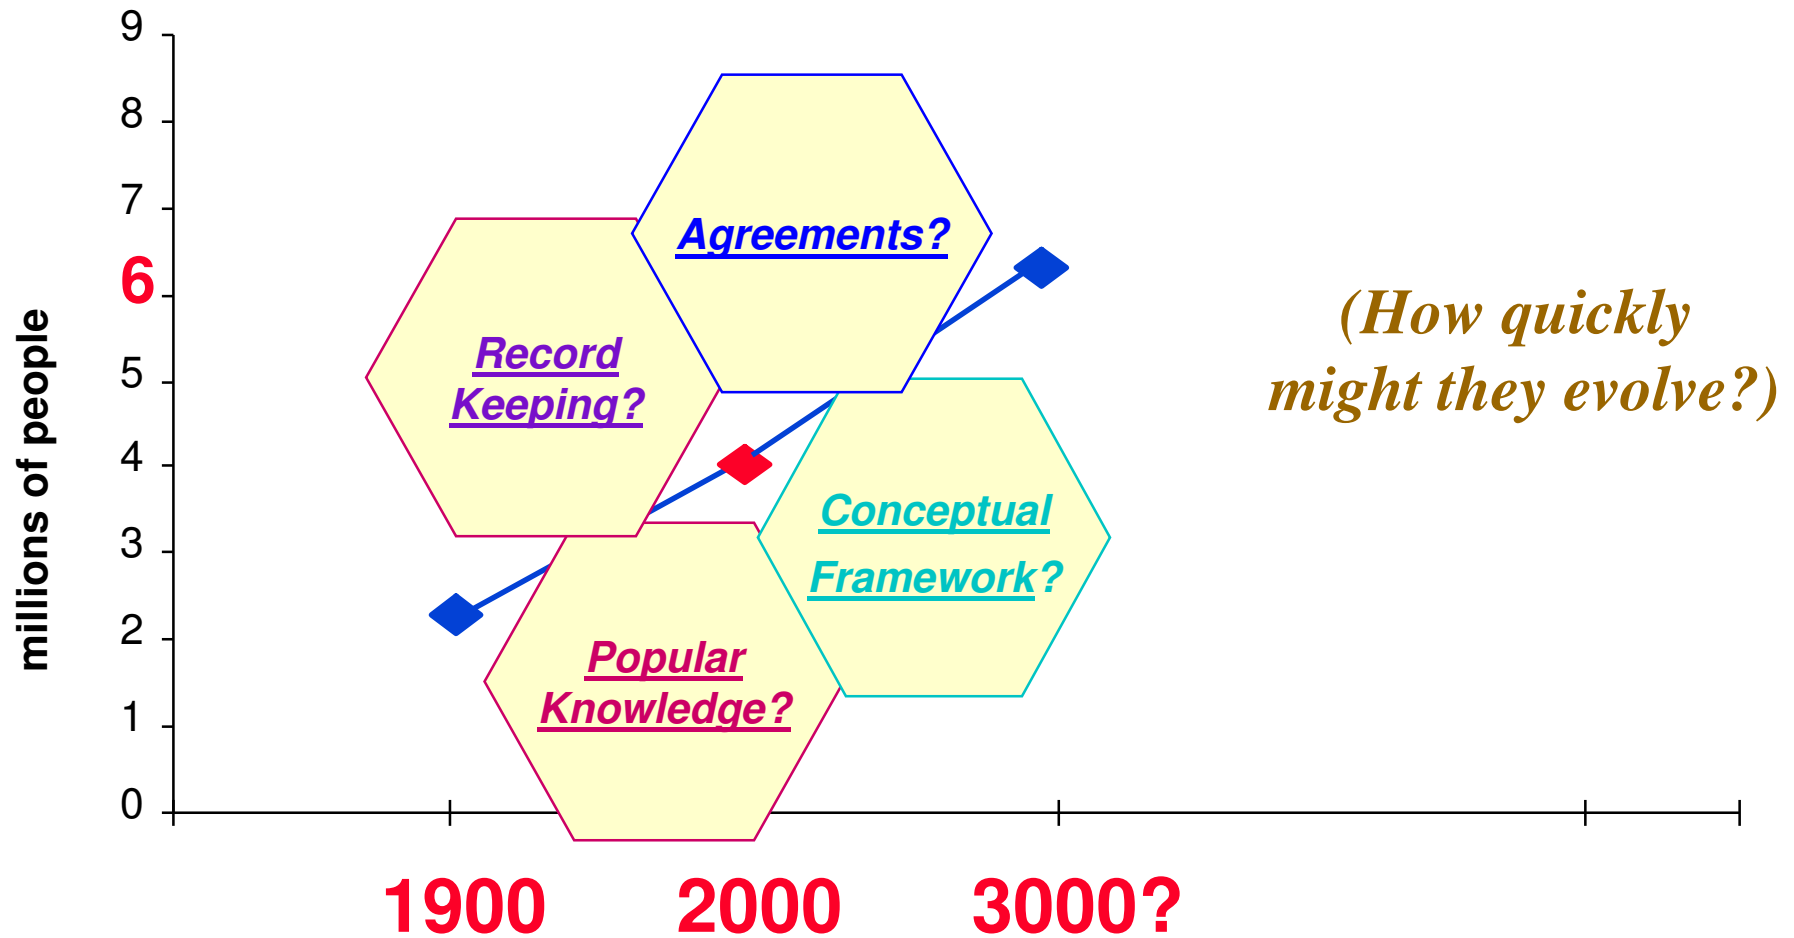 9
8
7
6
5
4
3
2
1
0
millions of people
Agreements?
Record
Keeping?
Conceptual
Framework?
Popular
Knowledge?
(How quickly
might they evolve?)
1900
2000
3000?